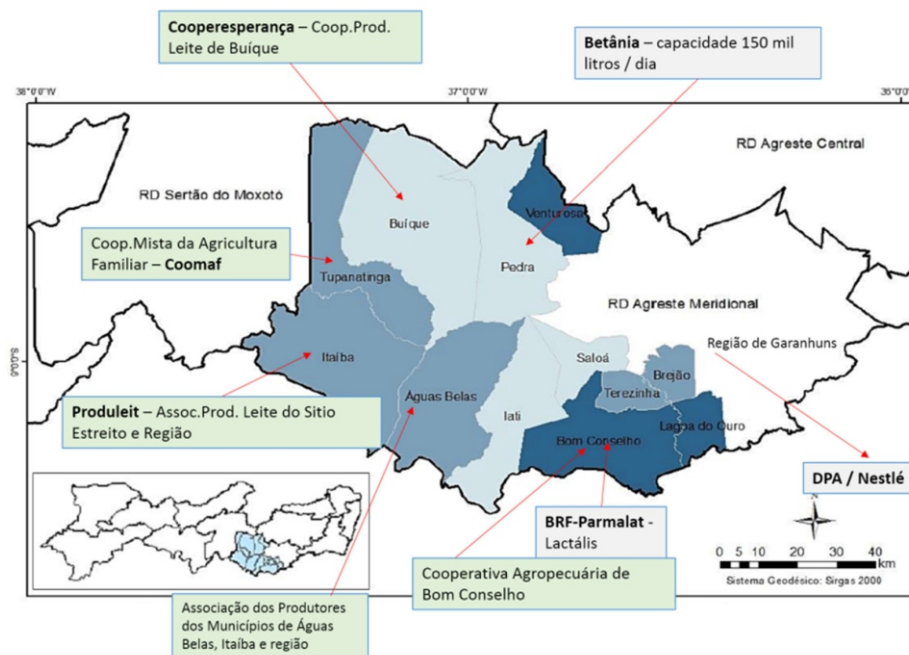 Cooperesperança – Coop.Prod.
Leite de Buíque
Betânia – capacidade 150 mil
litros / dia
38°0'0"O
37°0'0"O
36°0'0"
RD Agreste Central
RD Sertão do Moxotó
Venturosa
Buíque
Coop.Mista da Agricultura
Familiar – Coomaf
Pedra
Tupanatinga
RD Agreste Meridional
9°0'0"S
Itaíba
Saloá
Região de Garanhuns
Brejão
Terezinha
Águas Belas
Produleit – Assoc.Prod. Leite do Sitio
Estreito e Região
Iati
Lagoa do Ouro
Bom Conselho
DPA / Nestlé
N
BRF-Parmalat -
Lactális
Cooperativa Agropecuária de
Bom Conselho
0 5 10 20 30 40
km
Sistema Geodésico: Sirgas 2000
Associação dos Produtores
dos Municípios de Águas
Belas, Itaíba e região